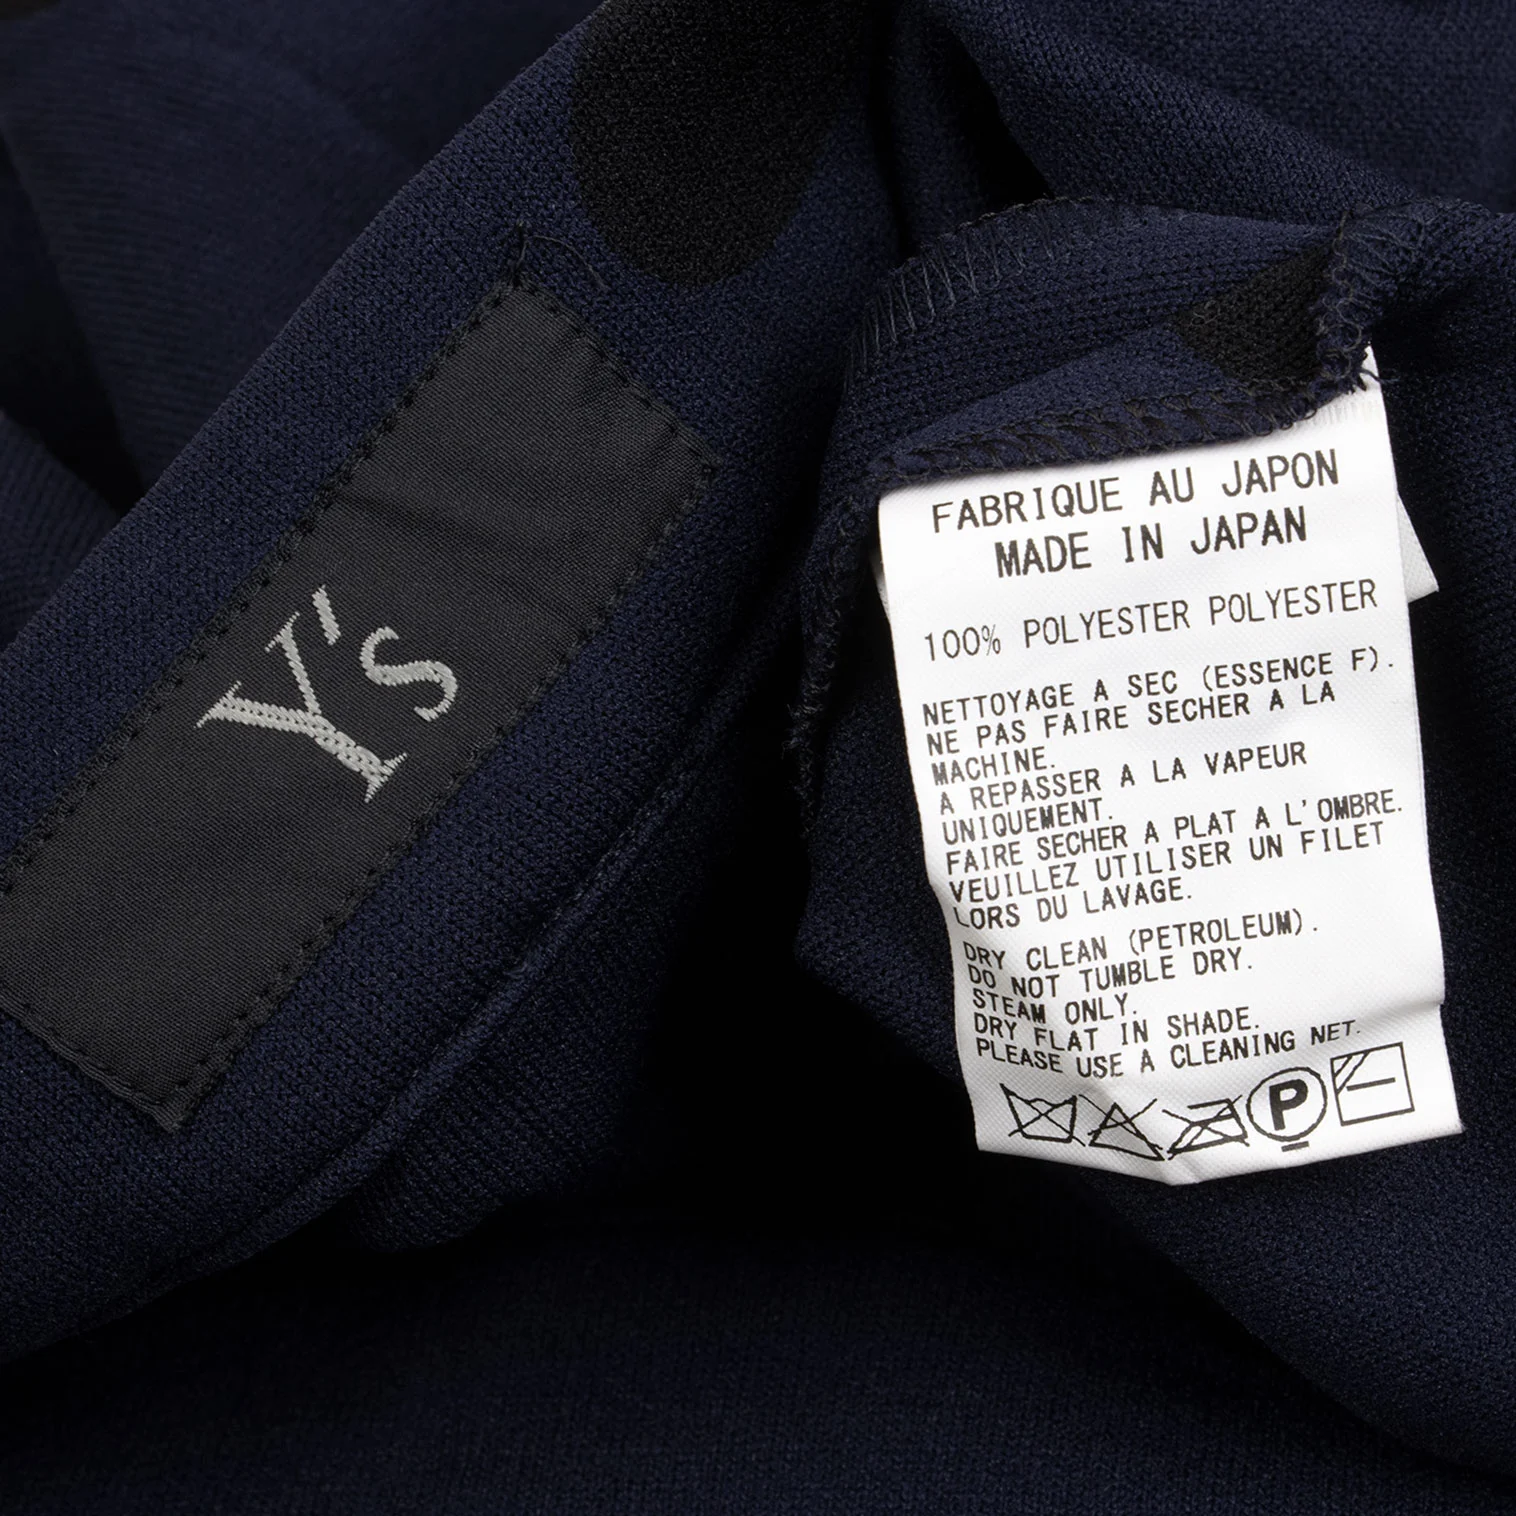 Y's
FABRIQUE AU JAPON
MADE IN JAPAN
100% POLYESTER POLYESTER
NETTOYAGE A SEC (ESSENCE F).
NE PAS FAIRE SECHER A LA
MACHINE.
A REPASSER A LA VAPEUR
UNIQUEMENT.
FAIRE SECHER A PLAT A L'OMBRE.
VEUILLEZ UTILISER UN FILET
LORS DU LAVAGE.
DRY CLEAN (PETROLEUM).
DO NOT TUMBLE DRY.
STEAM ONLY.
DRY FLAT IN SHADE.
PLEASE USE A CLEANING NET.
P